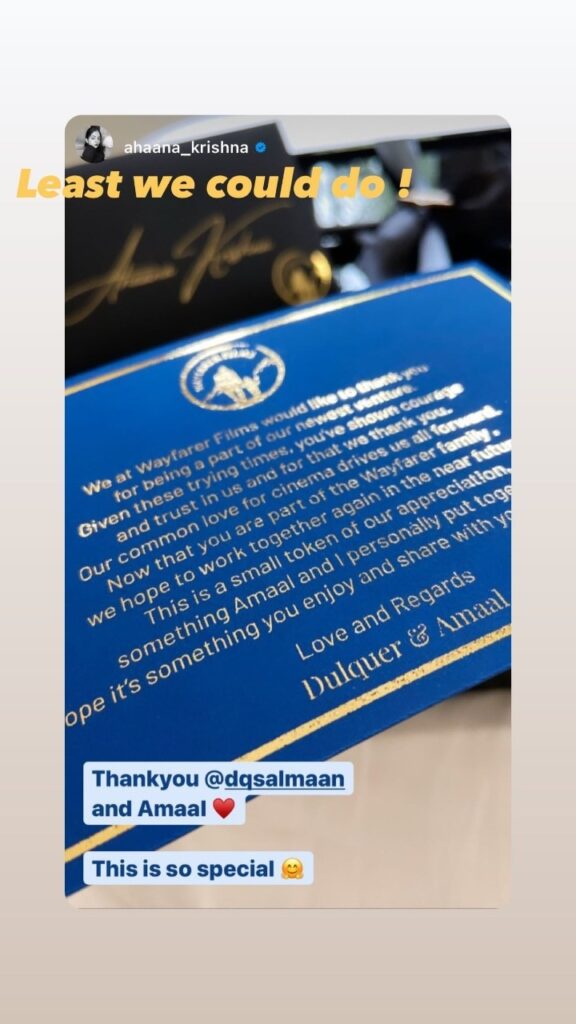 ahaana_krishna
Least we could do !
Ahaana Krishna
WAYFARER FILMS
We at Wayfarer Films would like to thank you
for being a part of our newest venture.
Given these trying times, you've shown courage
and trust in us and for that we thank you.
Our common love for cinema drives us all forward.
Now that you are part of the Wayfarer family,
we hope to work together again in the near futur
This is a small token of our appreciation,
something Amaal and I personally put toge
ope it's something you enjoy and share with yo
Love and Regards
Dulquer & Amaal
Thankyou @dqsalmaan
and Amaal ♥️
This is so special 🤗